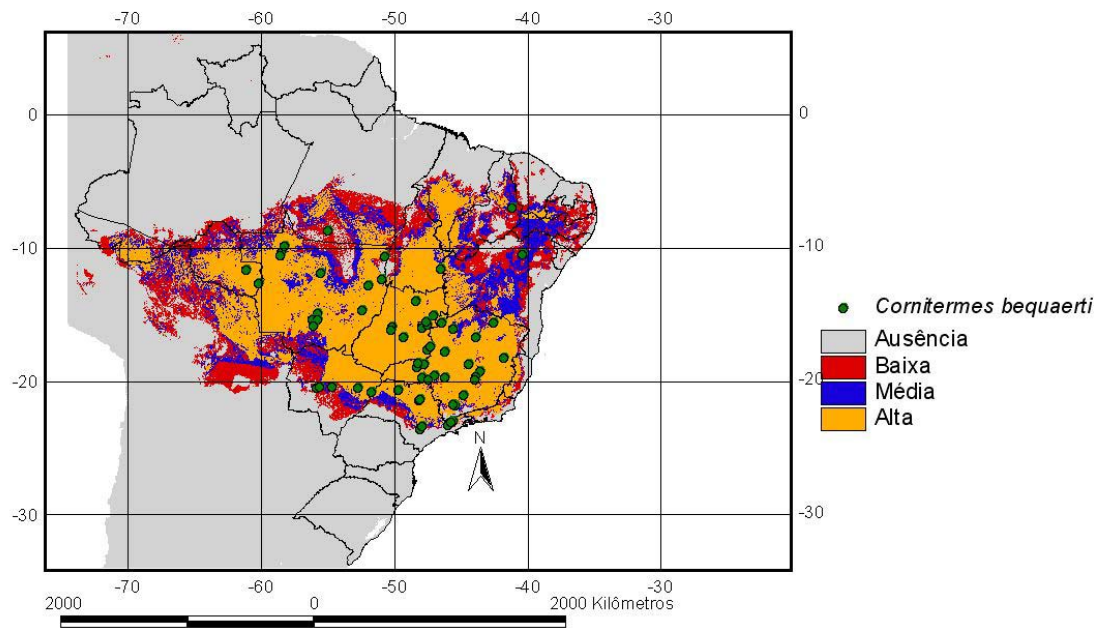 -70 -60 -50 -40 -30
0 0
-10 -10
-20 -20
-30 -30
N
-70 -60 -50 -40 -30
2000 0 2000 Kilômetros
Cornitermes bequaerti
Ausência
Baixa
Média
Alta